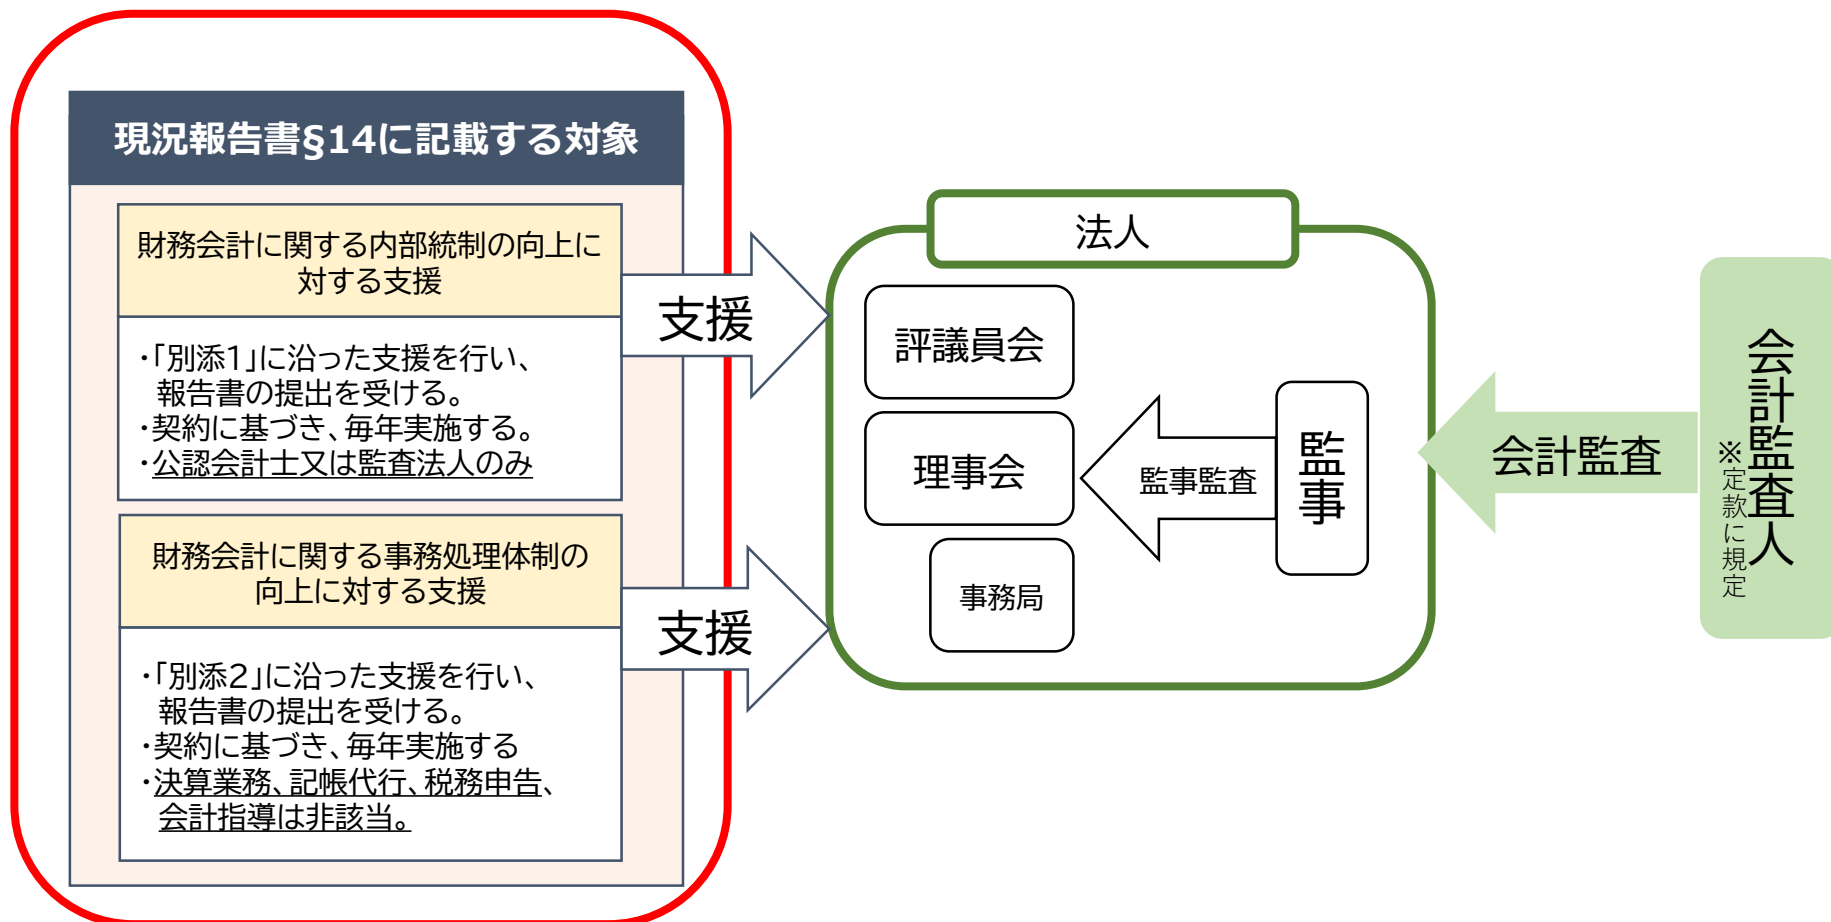 現況報告書§14に記載する対象
財務会計に関する内部統制の向上に
対する支援
・「別添1」に沿った支援を行い、
報告書の提出を受ける。
・契約に基づき、毎年実施する。
・公認会計士又は監査法人のみ
財務会計に関する事務処理体制の
向上に対する支援
・「別添2」に沿った支援を行い、
報告書の提出を受ける。
・契約に基づき、毎年実施する
・決算業務、記帳代行、税務申告、
会計指導は非該当。
支援
支援
法人
評議員会
理事会
事務局
監事監査
監事
会計監査
会計監査人
※定款に規定